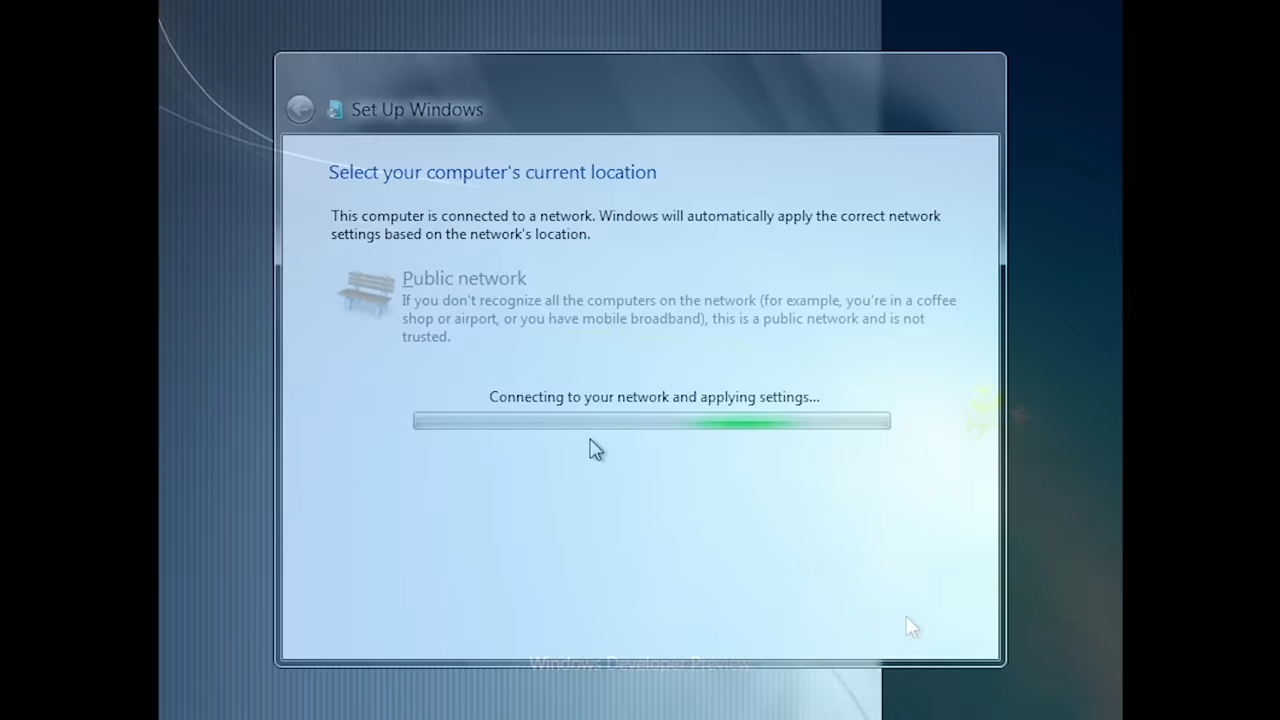 Set Up Windows
Select your computer's current location
This computer is connected to a network. Windows will automatically apply the correct network
settings based on the network's location.
Public network
If you don't recognize all the computers on the network (for example, you're in a coffee
shop or airport, or you have mobile broadband), this is a public network and is not
trusted.
Connecting to your network and applying settings...
Windows Developer Preview